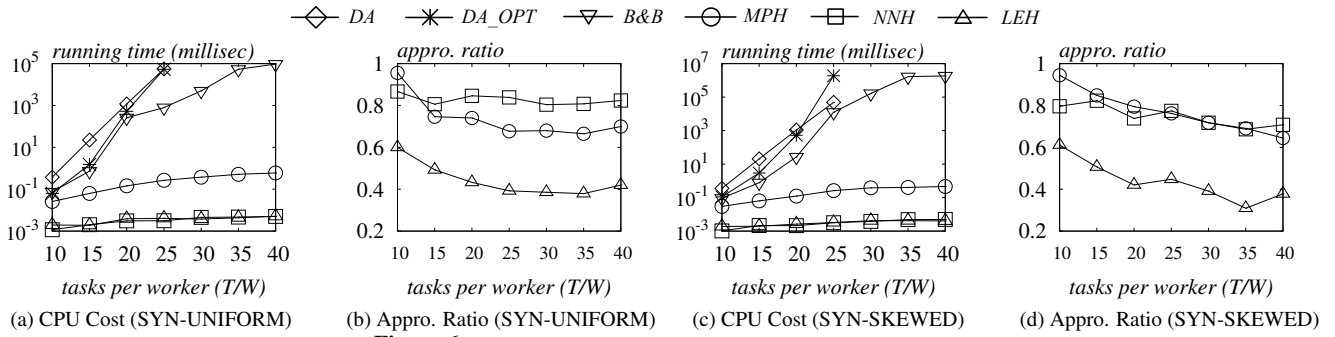 DA DA_OPT B&B MPH NNH LEH
running time (millisec)
10^5
10^3
10^1
10^-1
10^-3
10 15 20 25 30 35 40
tasks per worker (T/W)
(a) CPU Cost (SYN-UNIFORM)
appro. ratio
1
0.8
0.6
0.4
0.2
10 15 20 25 30 35 40
tasks per worker (T/W)
(b) Appro. Ratio (SYN-UNIFORM)
running time (millisec)
10^7
10^5
10^3
10^1
10^-1
10^-3
10 15 20 25 30 35 40
tasks per worker (T/W)
(c) CPU Cost (SYN-SKEWED)
appro. ratio
1
0.8
0.6
0.4
0.2
10 15 20 25 30 35 40
tasks per worker (T/W)
(d) Appro. Ratio (SYN-SKEWED)